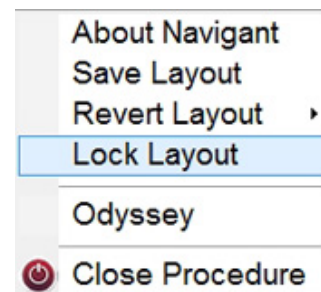 About Navigant
Save Layout
Revert Layout
Lock Layout
Odyssey
Close Procedure